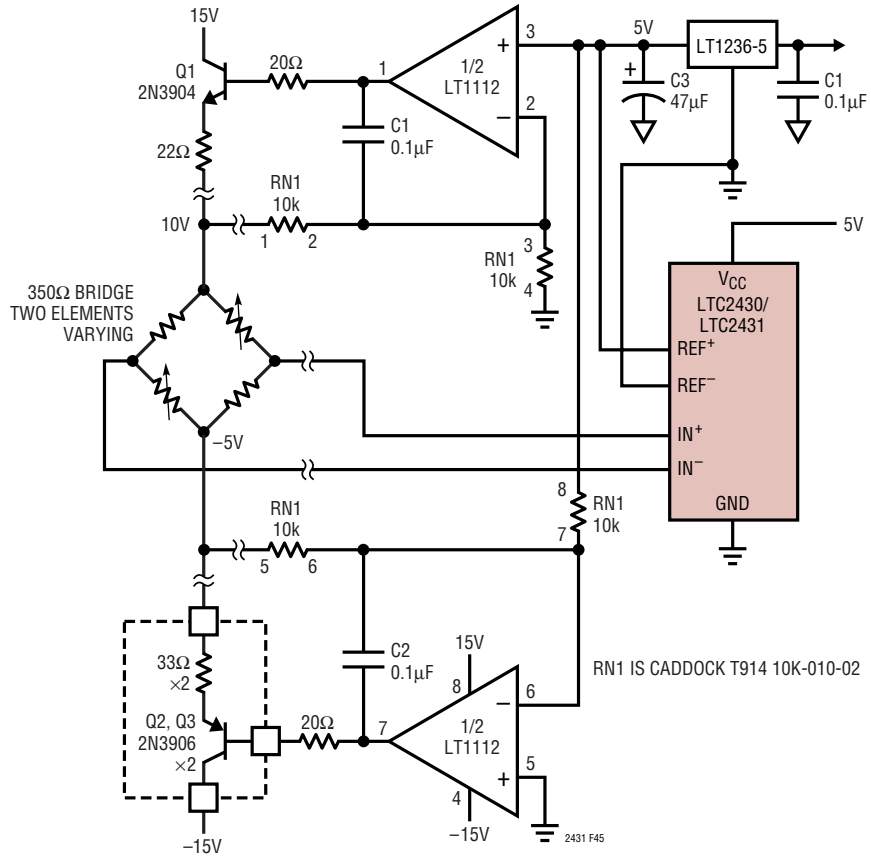 15V
Q1
2N3904
20Ω
1
1/2
LT1112
+
3
−
2
5V
LT1236-5
+
C3
47µF
C1
0.1µF
22Ω
C1
0.1µF
10V
RN1
10k
1
2
RN1
10k
3
4
5V
350Ω BRIDGE
TWO ELEMENTS
VARYING
VCC
LTC2430/
LTC2431
REF+
REF−
IN+
IN−
GND
−5V
8
RN1
10k
7
RN1
10k
5
6
C2
0.1µF
15V
8
RN1 IS CADDOCK T914 10K-010-02
33Ω
×2
Q2, Q3
2N3906
×2
20Ω
7
1/2
LT1112
−
6
+
5
4
−15V
−15V
2431 F45